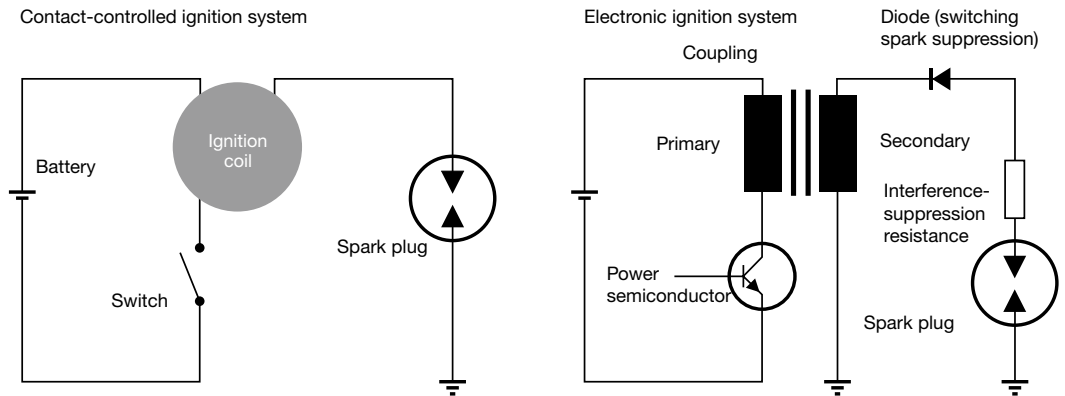 Contact-controlled ignition system
Ignition
coil
Battery
Spark plug
Switch
Electronic ignition system
Coupling
Diode (switching
spark suppression)
Primary
Secondary
Interference-
suppression
resistance
Power
semiconductor
Spark plug